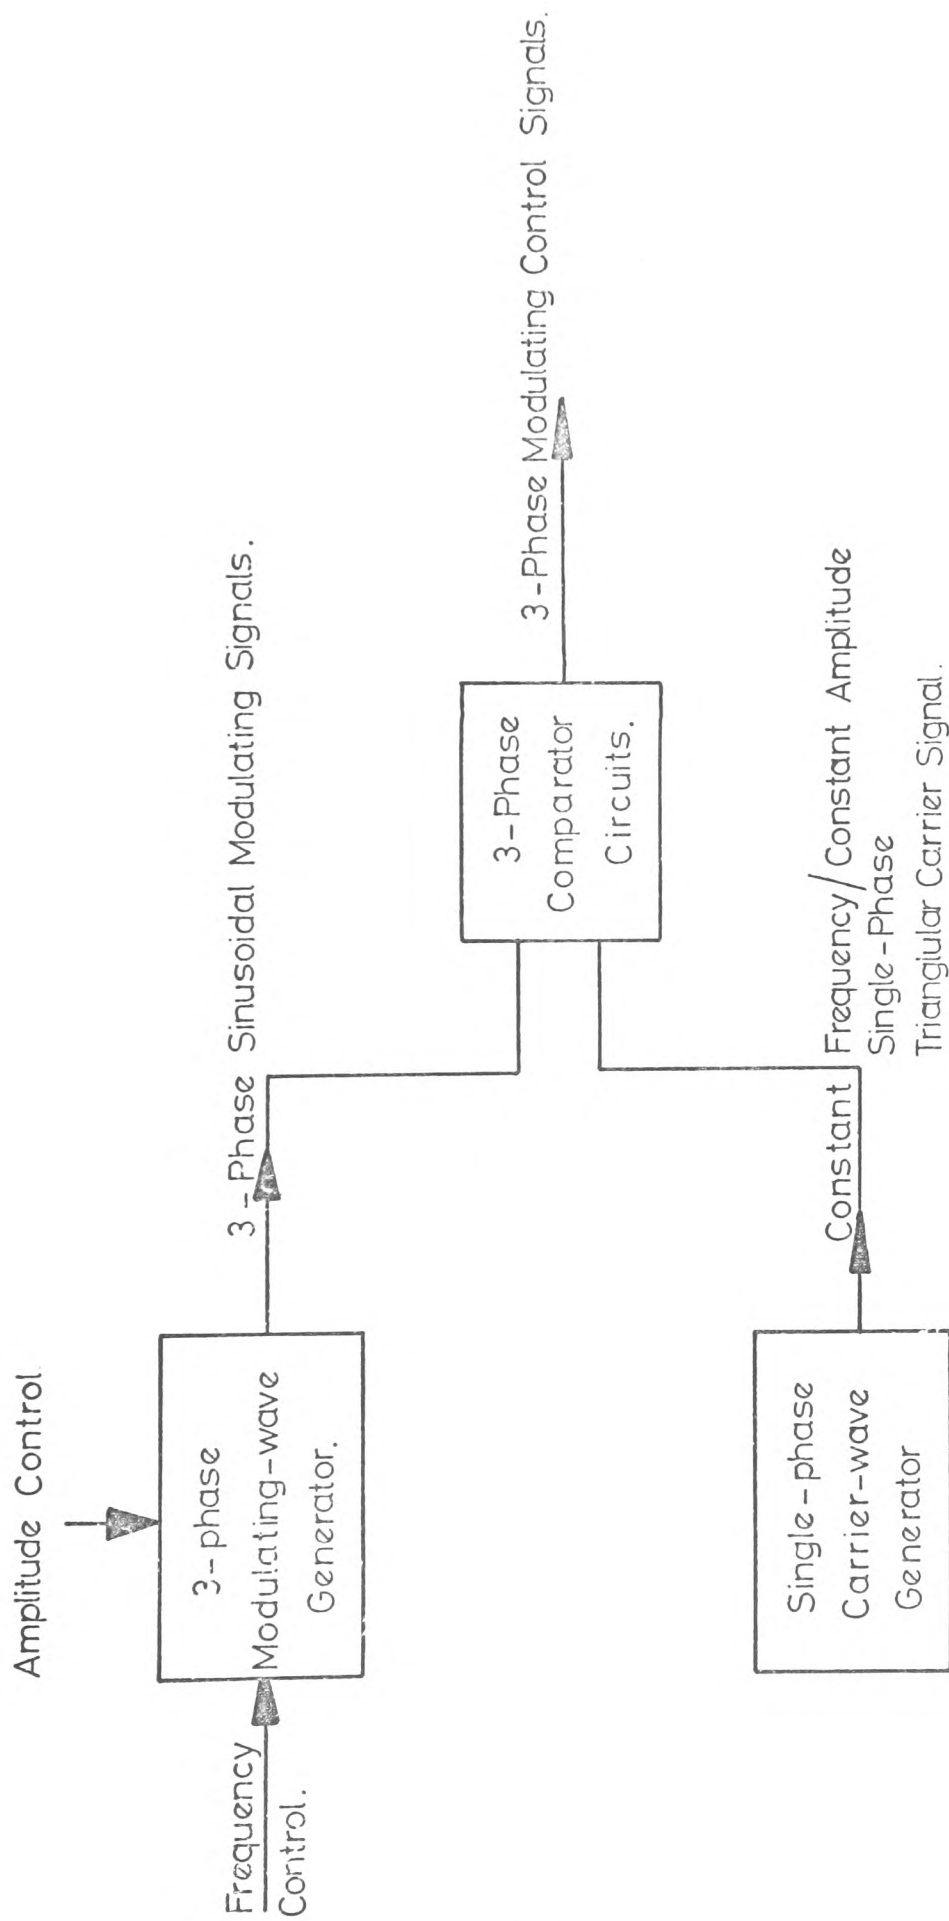 Amplitude Control
Frequency
Control.
3-phase
Modulating-wave
Generator.
3-Phase Sinusoidal Modulating Signals.
3-Phase
Comparator
Circuits.
3-Phase Modulating Control Signals.
Single-phase
Carrier-wave
Generator
Constant Frequency/Constant Amplitude
Single-Phase
Trianglular Carrier Signal.